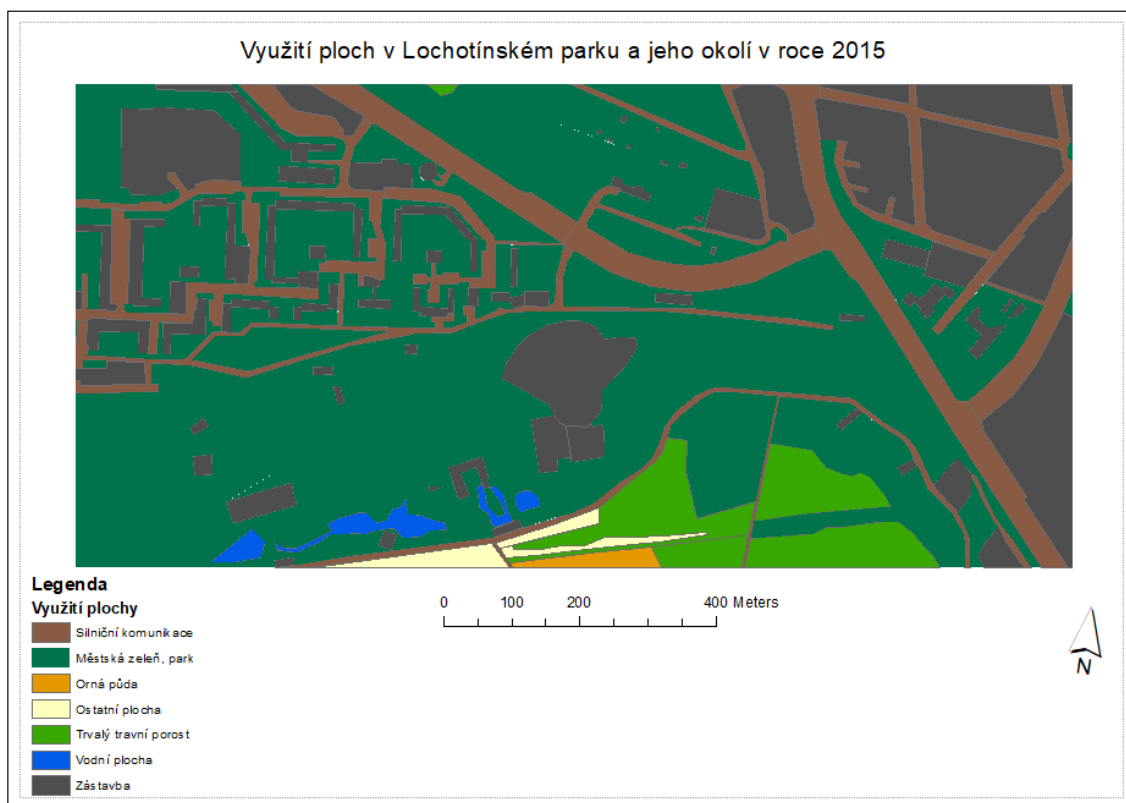 Využití ploch v Lochotínském parku a jeho okolí v roce 2015
Legenda
Využití plochy
Silniční komunikace
Městská zeleň, park
Orná půda
Ostatní plocha
Trvalý travní porost
Vodní plocha
Zástavba
0 100 200 400 Meters
N